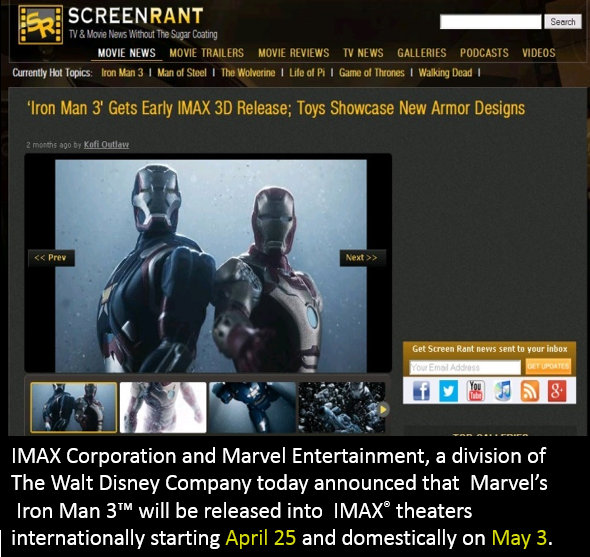 SR
SCREENRANT
TV & Movie News Without The Sugar Coating
Search
MOVIE NEWS MOVIE TRAILERS MOVIE REVIEWS TV NEWS GALLERIES PODCASTS VIDEOS
Currently Hot Topics: Iron Man 3 | Man of Steel | The Wolverine | Life of Pi | Game of Thrones | Walking Dead |
'Iron Man 3' Gets Early IMAX 3D Release; Toys Showcase New Armor Designs
2 months ago by Kofi Outlaw
<< Prev
Next >>
Get Screen Rant news sent to your inbox
Your Email Address
GET UPDATES
f
You Tube
8+
IMAX Corporation and Marvel Entertainment, a division of
The Walt Disney Company today announced that Marvel’s
Iron Man 3™ will be released into IMAX® theaters
internationally starting April 25 and domestically on May 3.